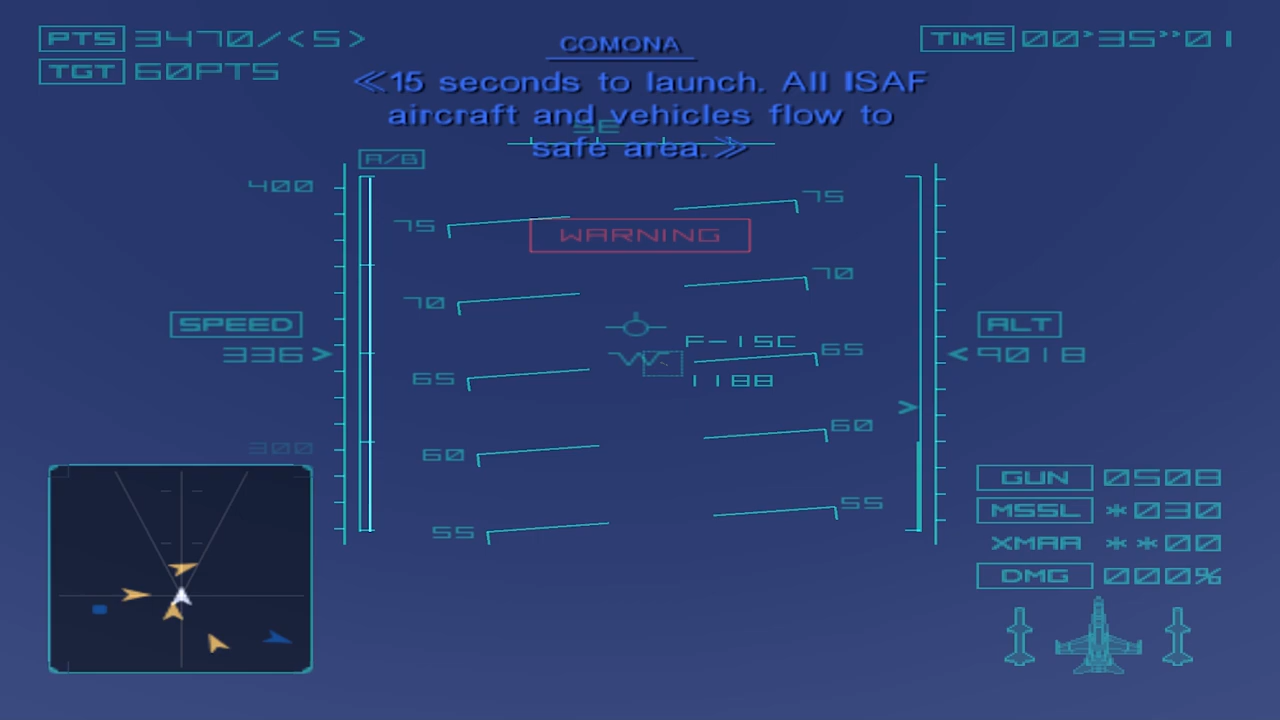 PTS 3470/<5>
COMONA
TIME 00'35"01
TGT 60PTS
<<15 seconds to launch. All ISAF
aircraft and vehicles flow to
SE
safe area.>>
A/B
400
75 75
WARNING
70 70
SPEED
ALT
F-15C 65
336>
<9018
65
1188
60 60
300
GUN 0508
55 55
MSSL *030
XMAA **00
DMG 000%